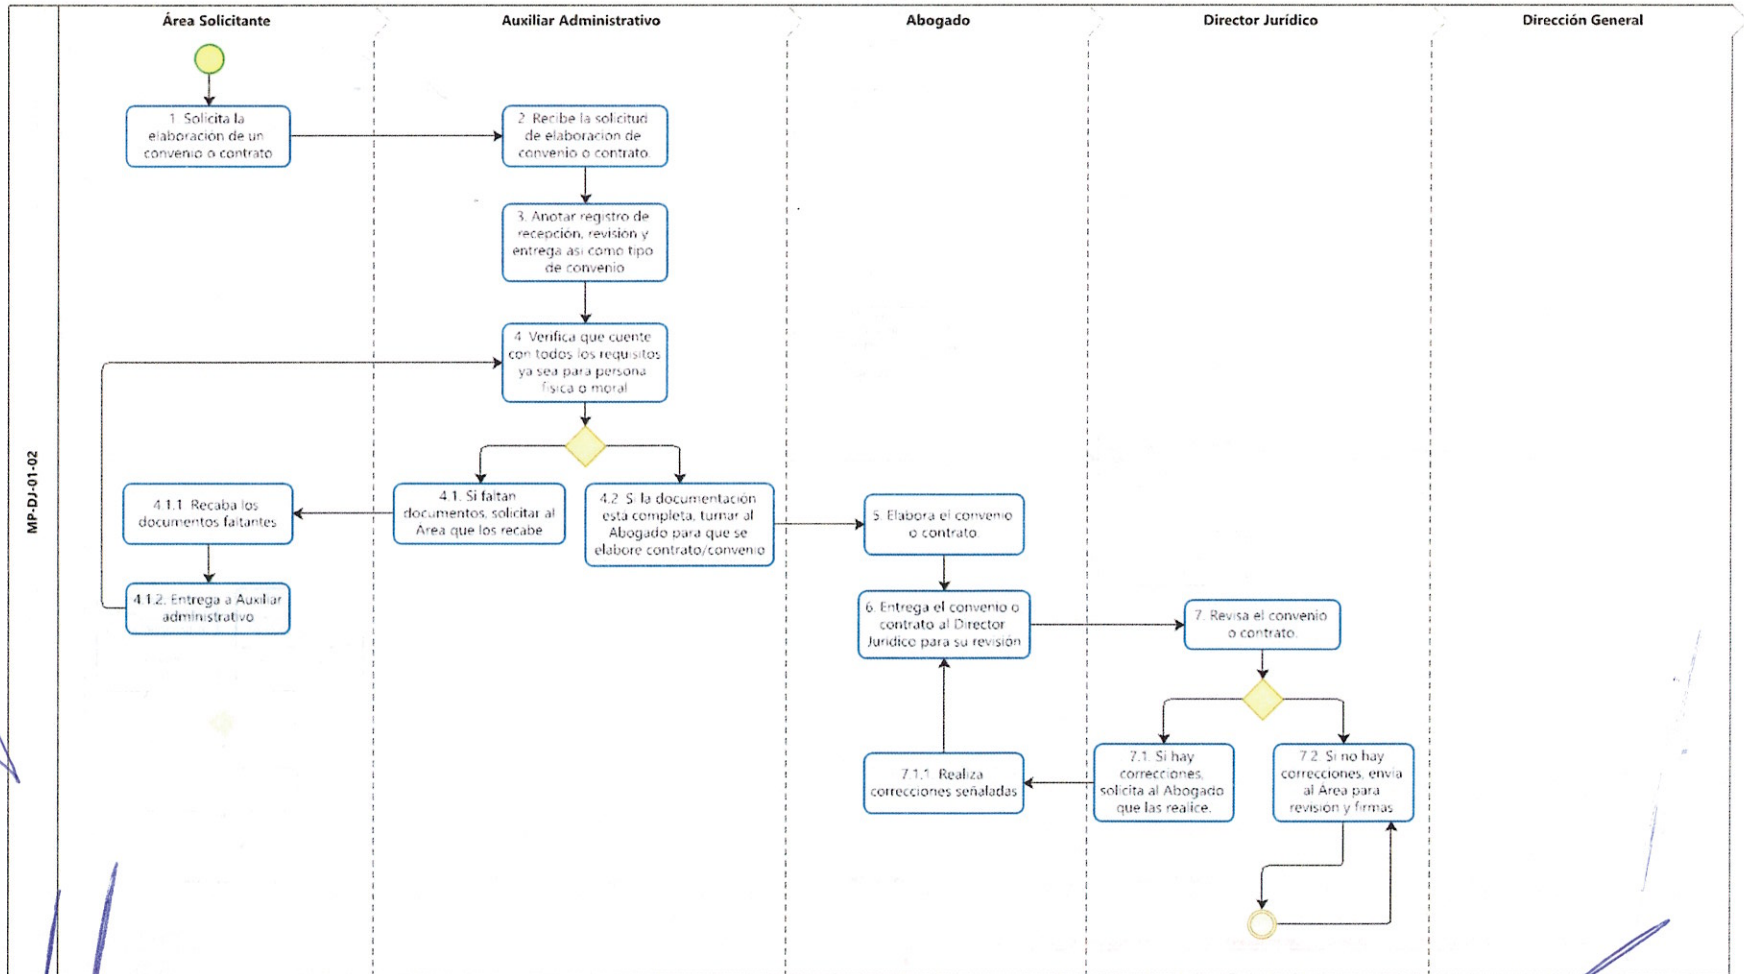 Área Solicitante
Auxiliar Administrativo
Abogado
Director Jurídico
Dirección General
MP-DJ-01-02
1. Solicita la
elaboración de un
convenio o contrato
2. Recibe la solicitud
de elaboración de
convenio o contrato.
3. Anotar registro de
recepción, revisión y
entrega así como tipo
de convenio
4. Verifica que cuente
con todos los requisitos
ya sea para persona
física o moral
4.1. Si faltan
documentos, solicitar al
Área que los recabe
4.2. Si la documentación
está completa, turnar al
Abogado para que se
elabore contrato/convenio
4.1.1. Recaba los
documentos faltantes
4.1.2. Entrega a Auxiliar
administrativo
5. Elabora el convenio
o contrato.
6. Entrega el convenio o
contrato al Director
Jurídico para su revisión
7. Revisa el convenio
o contrato.
7.1. Si hay
correcciones,
solicita al Abogado
que las realice.
7.2. Si no hay
correcciones, envía
al Área para
revisión y firmas
7.1.1. Realiza
correcciones señaladas